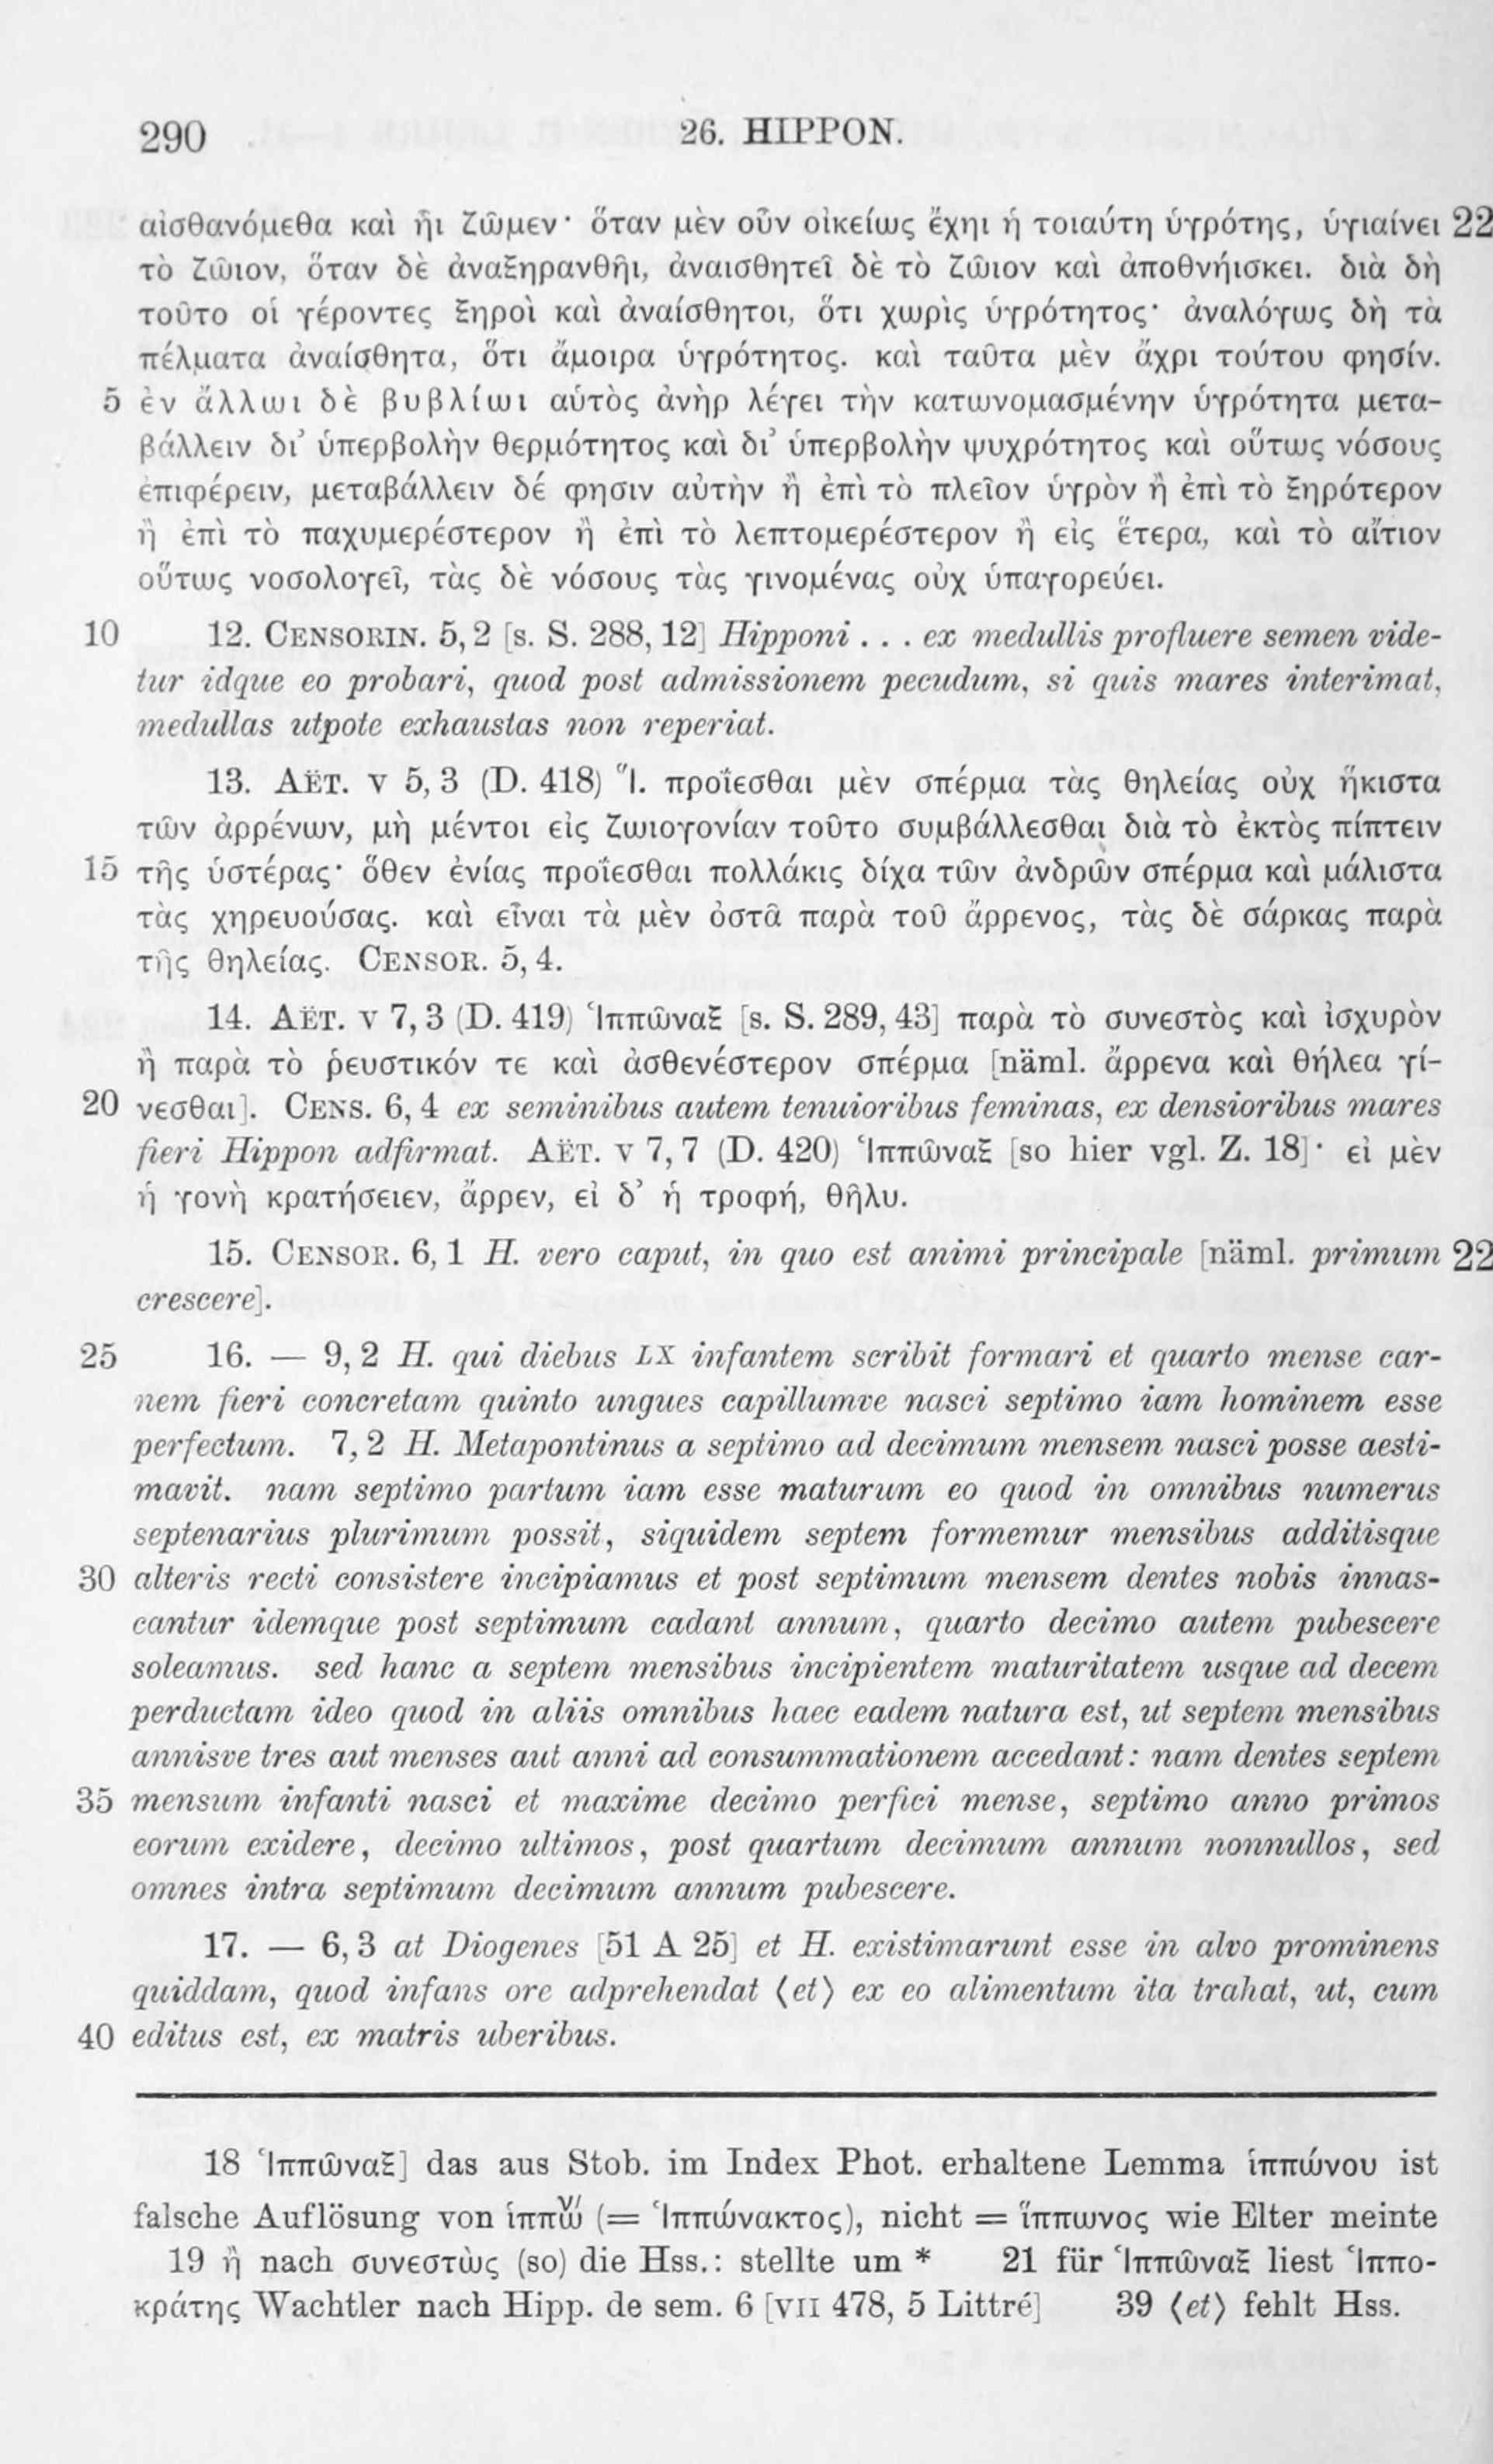 290
26. HIPPON.
αἰσθανόμεθα καὶ ἧι ζῶμεν· ὅταν μὲν οὖν οἰκείως ἔχηι ἡ τοιαύτη ὑγρότης, ὑγιαίνει 22
τὸ ζῶιον, ὅταν δὲ ἀναξηρανθῆι, ἀναισθητεῖ δὲ τὸ ζῶιον καὶ ἀποθνήισκει. διὰ δὴ
τοῦτο οἱ γέροντες ξηροὶ καὶ ἀναίσθητοι, ὅτι χωρὶς ὑγρότητος· ἀναλόγως δὴ τὰ
πέλματα ἀναίσθητα, ὅτι ἄμοιρα ὑγρότητος. καὶ ταῦτα μὲν ἄχρι τούτου φησίν.
5 ἐν ἄλλωι δὲ βυβλίωι αὑτὸς ἀνὴρ λέγει τὴν κατωνομασμένην ὑγρότητα μετα-
βάλλειν δι’ ὑπερβολὴν θερμότητος καὶ δι’ ὑπερβολὴν ψυχρότητος καὶ οὕτως νόσους
ἐπιφέρειν, μεταβάλλειν δέ φησιν αὐτὴν ἢ ἐπὶ τὸ πλεῖον ὑγρὸν ἢ ἐπὶ τὸ ξηρότερον
ἢ ἐπὶ τὸ παχυμερέστερον ἢ ἐπὶ τὸ λεπτομερέστερον ἢ εἰς ἕτερα, καὶ τὸ αἴτιον
οὕτως νοσολογεῖ, τὰς δὲ νόσους τὰς γινομένας οὐχ ὑπαγορεύει.
10 12. CENSORIN. 5, 2 [s. S. 288, 12] Hipponi . . . ex medullis profluere semen vide-
tur idque eo probari, quod post admissionem pecudum, si quis mares interimat,
medullas utpote exhaustas non reperiat.
13. AËT. V 5, 3 (D. 418) Ἵ. προΐεσθαι μὲν σπέρμα τὰς θηλείας οὐχ ἥκιστα
τῶν ἀρρένων, μὴ μέντοι εἰς ζωιογονίαν τοῦτο συμβάλλεσθαι διὰ τὸ ἐκτὸς πίπτειν
15 τῆς ὑστέρας· ὅθεν ἐνίας προΐεσθαι πολλάκις δίχα τῶν ἀνδρῶν σπέρμα καὶ μάλιστα
τὰς χηρευούσας. καὶ εἶναι τὰ μὲν ὀστᾶ παρὰ τοῦ ἄρρενος, τὰς δὲ σάρκας παρὰ
τῆς θηλείας. CENSOR. 5, 4.
14. AËT. V 7, 3 (D. 419) Ἱππῶναξ [s. S. 289, 43] παρὰ τὸ συνεστὸς καὶ ἰσχυρὸν
ἢ παρὰ τὸ ῥευστικόν τε καὶ ἀσθενέστερον σπέρμα [näml. ἄρρενα καὶ θήλεα γί-
20 νεσθαι]. CENS. 6, 4 ex seminibus autem tenuioribus feminas, ex densioribus mares
fieri Hippon adfirmat. AËT. V 7, 7 (D. 420) Ἱππῶναξ [so hier vgl. Z. 18]· εἰ μὲν
ἡ γονὴ κρατήσειεν, ἄρρεν, εἰ δ’ ἡ τροφή, θῆλυ.
15. CENSOR. 6, 1 H. vero caput, in quo est animi principale [näml. primum 22
crescere].
25 16. — 9, 2 H. qui diebus LX infantem scribit formari et quarto mense car-
nem fieri concretam quinto ungues capillumve nasci septimo iam hominem esse
perfectum. 7, 2 H. Metapontinus a septimo ad decimum mensem nasci posse aesti-
mavit. nam septimo partum iam esse maturum eo quod in omnibus numerus
septenarius plurimum possit, siquidem septem formemur mensibus additisque
30 alteris recti consistere incipiamus et post septimum mensem dentes nobis innas-
cantur idemque post septimum cadant annum, quarto decimo autem pubescere
soleamus. sed hanc a septem mensibus incipientem maturitatem usque ad decem
perductam ideo quod in aliis omnibus haec eadem natura est, ut septem mensibus
annisve tres aut menses aut anni ad consummationem accedant: nam dentes septem
35 mensum infanti nasci et maxime decimo perfici mense, septimo anno primos
eorum exidere, decimo ultimos, post quartum decimum annum nonnullos, sed
omnes intra septimum decimum annum pubescere.
17. — 6, 3 at Diogenes [51 A 25] et H. existimarunt esse in alvo prominens
quiddam, quod infans ore adprehendat ⟨et⟩ ex eo alimentum ita trahat, ut, cum
40 editus est, ex matris uberibus.
18 Ἱππῶναξ] das aus Stob. im Index Phot. erhaltene Lemma ἱππώνου ist
falsche Auflösung von ἱππῶ (= Ἱππώνακτος), nicht = ἵππωνος wie Elter meinte
19 ἢ nach συνεστὼς (so) die Hss.: stellte um * 21 für Ἱππῶναξ liest Ἱππο-
κράτης Wachtler nach Hipp. de sem. 6 [VII 478, 5 Littré] 39 ⟨et⟩ fehlt Hss.